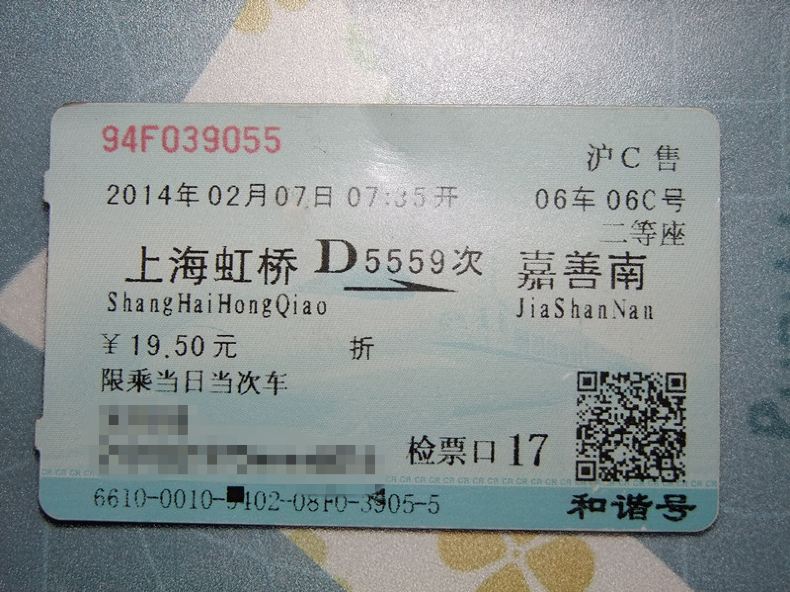 94F039055
沪C售
2014年02月07日07:35开 06车06C号
二等座
上海虹桥 D5559次 嘉善南
ShangHaiHongQiao JiaShanNan
¥19.50元 折
限乘当日当次车
检票口17
和谐号